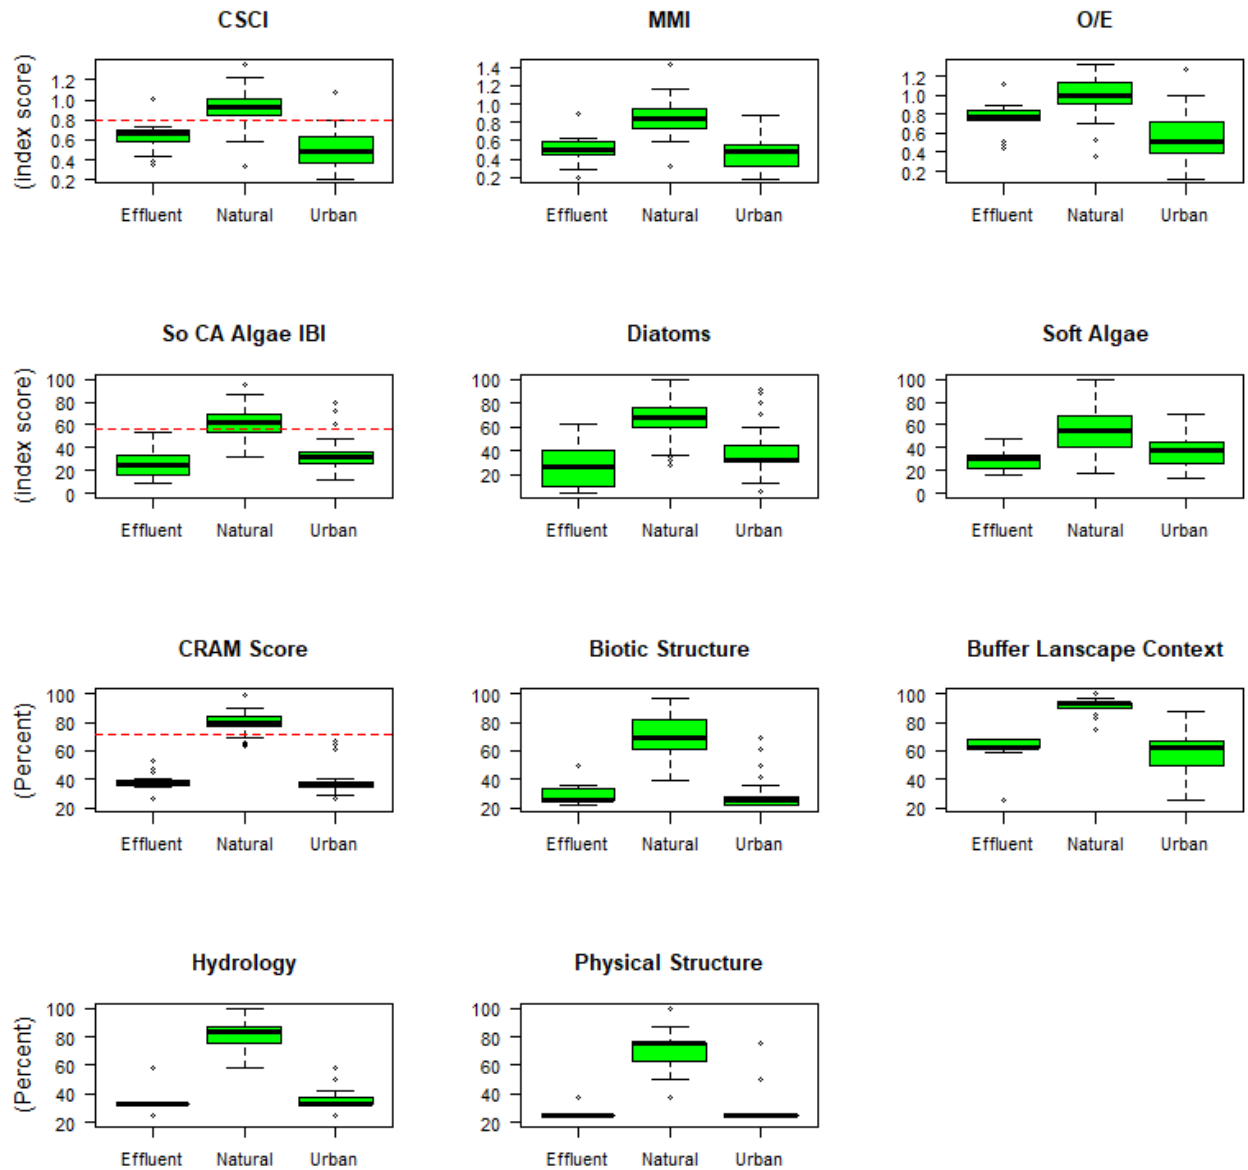 CSCI
MMI
O/E
(index score)
1.2
1.0
0.8
0.6
0.4
0.2
1.4
1.2
1.0
0.8
0.6
0.4
0.2
1.2
1.0
0.8
0.6
0.4
0.2
Effluent Natural Urban
Effluent Natural Urban
Effluent Natural Urban
So CA Algae IBI
Diatoms
Soft Algae
(index score)
100
80
60
40
20
0
100
80
60
40
20
100
80
60
40
20
0
Effluent Natural Urban
Effluent Natural Urban
Effluent Natural Urban
CRAM Score
Biotic Structure
Buffer Lanscape Context
(Percent)
100
80
60
40
20
100
80
60
40
20
100
80
60
40
20
Effluent Natural Urban
Effluent Natural Urban
Effluent Natural Urban
Hydrology
Physical Structure
(Percent)
100
80
60
40
20
100
80
60
40
20
Effluent Natural Urban
Effluent Natural Urban